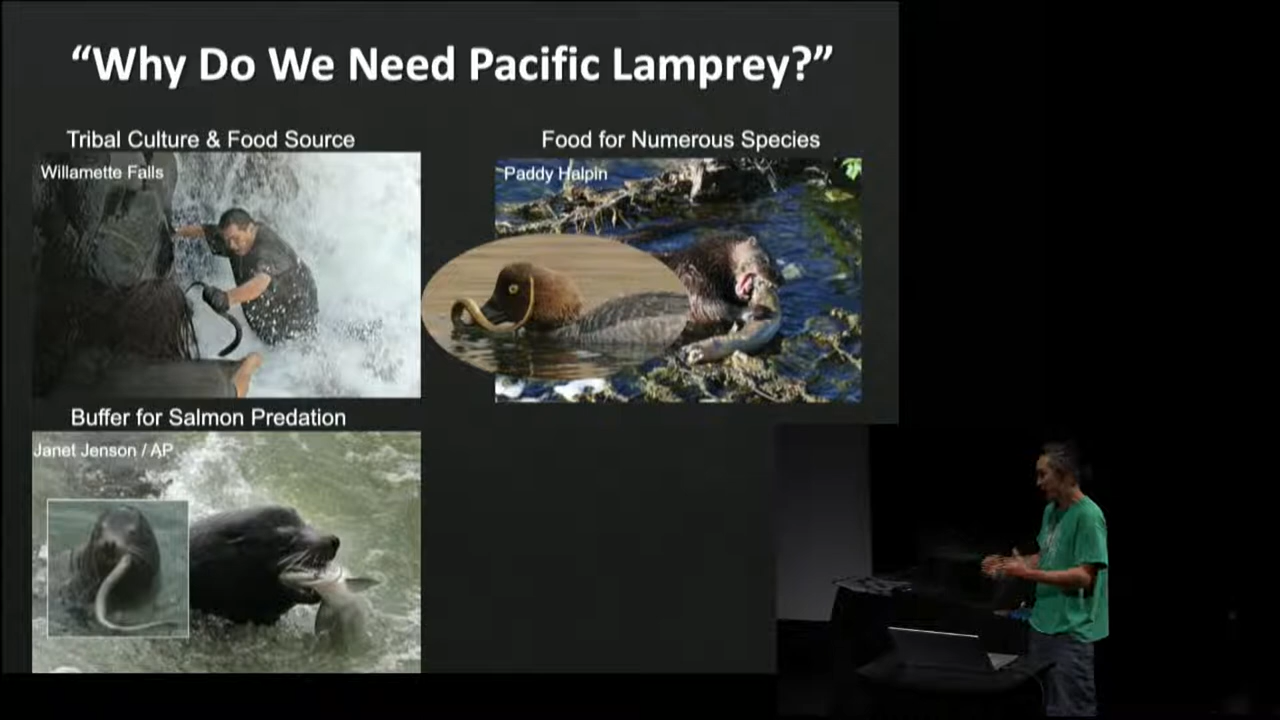 “Why Do We Need Pacific Lamprey?”
Tribal Culture & Food Source
Willamette Falls
Food for Numerous Species
Paddy Halpin
Buffer for Salmon Predation
Janet Jenson / AP